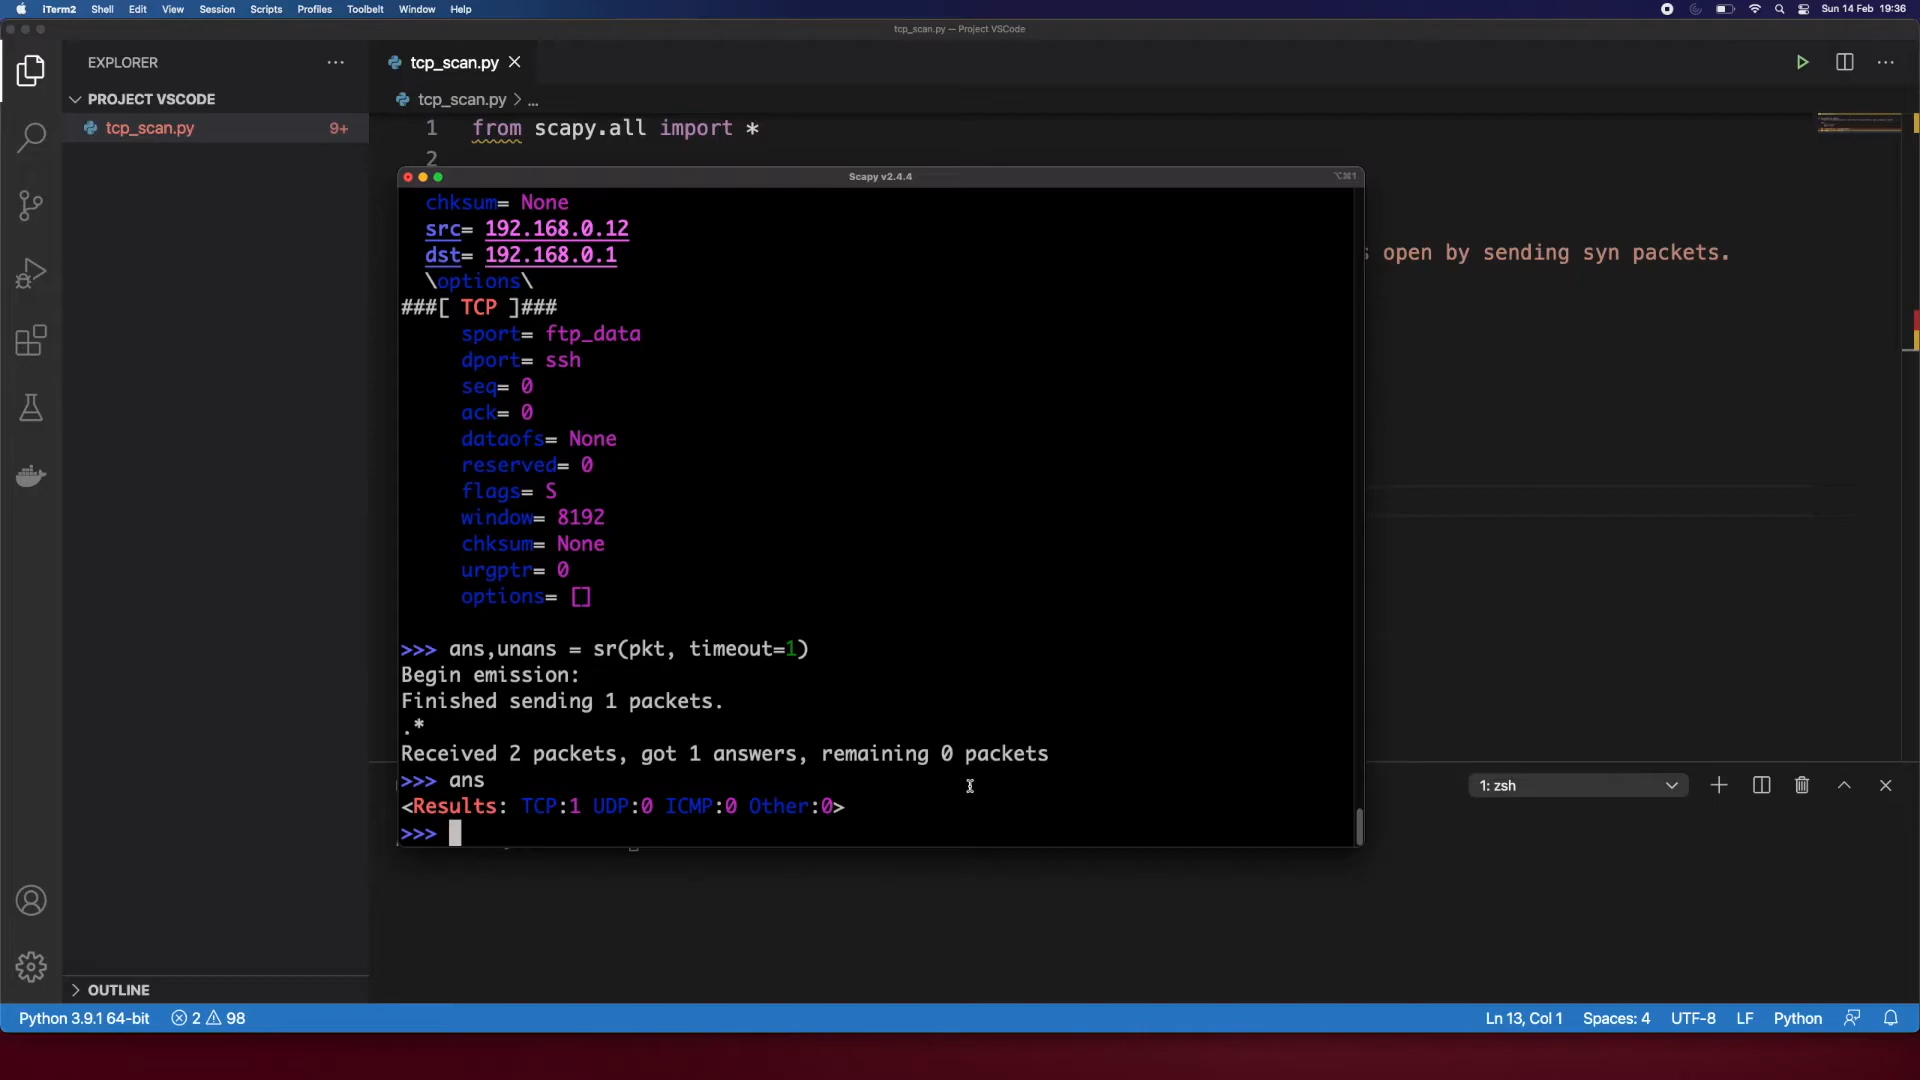 iTerm2 Shell Edit View Session Scripts Profiles Toolbelt Window Help Sun 14 Feb 19:36
tcp_scan.py — Project VSCode
EXPLORER ...
tcp_scan.py
PROJECT VSCODE
tcp_scan.py > ...
tcp_scan.py 9+
1 from scapy.all import *
2
Scapy v2.4.4 ⌥⌘1
chksum= None
src= 192.168.0.12
open by sending syn packets.
dst= 192.168.0.1
\options\
###[ TCP ]###
sport= ftp_data
dport= ssh
seq= 0
ack= 0
dataofs= None
reserved= 0
flags= S
window= 8192
chksum= None
urgptr= 0
options= []
>>> ans,unans = sr(pkt, timeout=1)
Begin emission:
Finished sending 1 packets.
.*
Received 2 packets, got 1 answers, remaining 0 packets
>>> ans
1: zsh
<Results: TCP:1 UDP:0 ICMP:0 Other:0>
>>>
OUTLINE
Python 3.9.1 64-bit 2 98 Ln 13, Col 1 Spaces: 4 UTF-8 LF Python